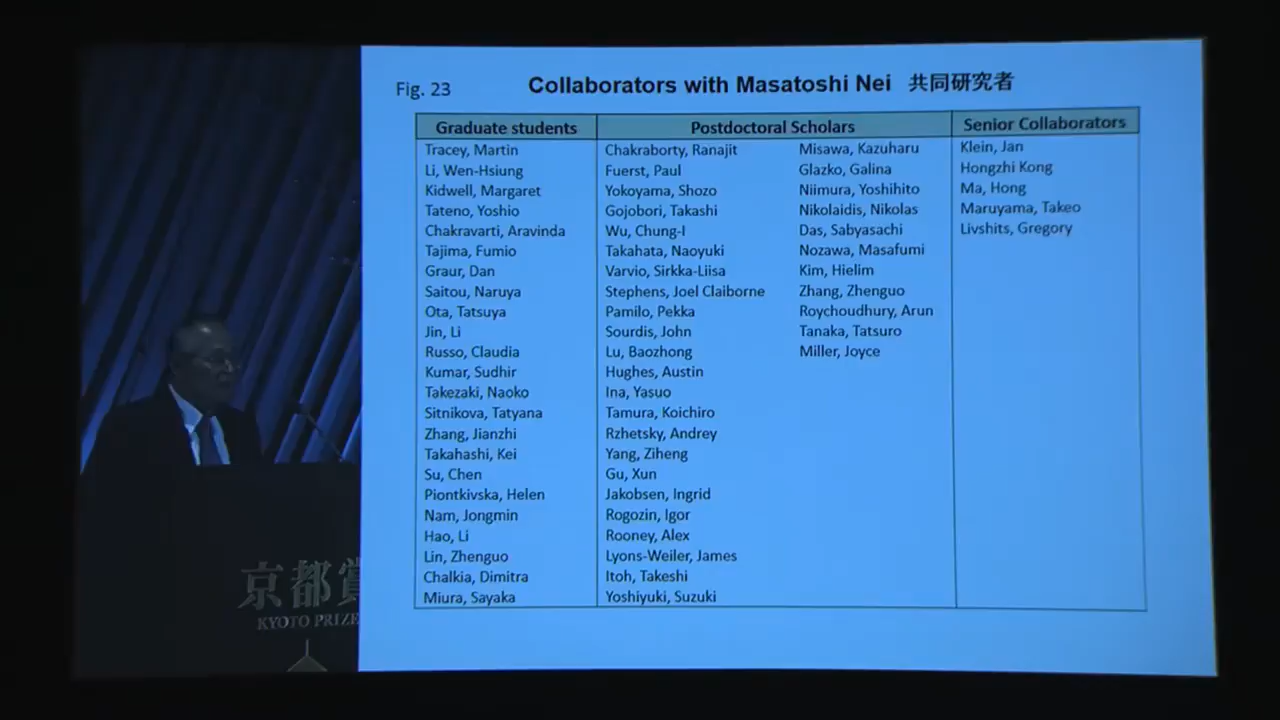 Fig. 23
Collaborators with Masatoshi Nei 共同研究者
Graduate students
Tracey, Martin
Li, Wen-Hsiung
Kidwell, Margaret
Tateno, Yoshio
Chakravarti, Aravinda
Tajima, Fumio
Graur, Dan
Saitou, Naruya
Ota, Tatsuya
Jin, Li
Russo, Claudia
Kumar, Sudhir
Takezaki, Naoko
Sitnikova, Tatyana
Zhang, Jianzhi
Takahashi, Kei
Su, Chen
Piontkivska, Helen
Nam, Jongmin
Hao, Li
Lin, Zhenguo
Chalkia, Dimitra
Miura, Sayaka
Postdoctoral Scholars
Chakraborty, Ranajit
Fuerst, Paul
Yokoyama, Shozo
Gojobori, Takashi
Wu, Chung-I
Takahata, Naoyuki
Varvio, Sirkka-Liisa
Stephens, Joel Claiborne
Pamilo, Pekka
Sourdis, John
Lu, Baozhong
Hughes, Austin
Ina, Yasuo
Tamura, Koichiro
Rzhetsky, Andrey
Yang, Ziheng
Gu, Xun
Jakobsen, Ingrid
Rogozin, Igor
Rooney, Alex
Lyons-Weiler, James
Itoh, Takeshi
Yoshiyuki, Suzuki
Misawa, Kazuharu
Glazko, Galina
Niimura, Yoshihito
Nikolaidis, Nikolas
Das, Sabyasachi
Nozawa, Masafumi
Kim, Hielim
Zhang, Zhenguo
Roychoudhury, Arun
Tanaka, Tatsuro
Miller, Joyce
Senior Collaborators
Klein, Jan
Hongzhi Kong
Ma, Hong
Maruyama, Takeo
Livshits, Gregory
京都賞
KYOTO PRIZE